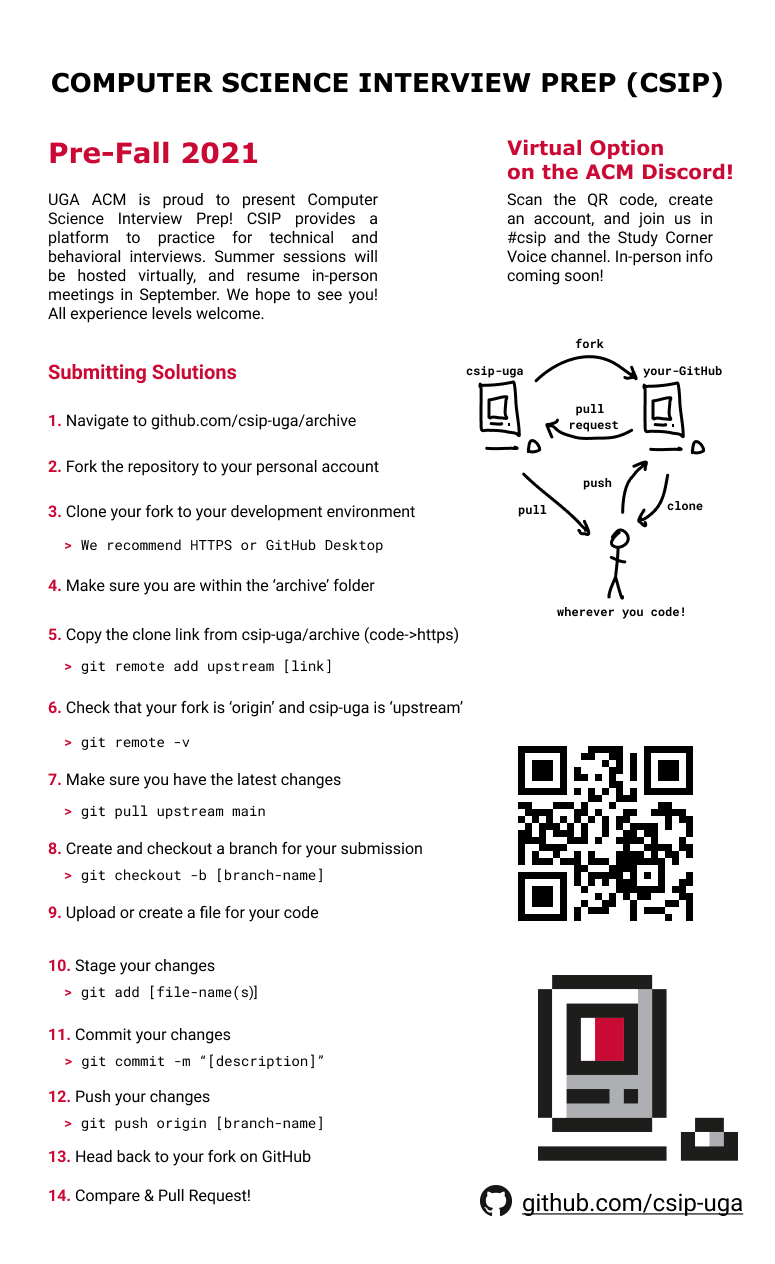 COMPUTER SCIENCE INTERVIEW PREP (CSIP)
Pre-Fall 2021
UGA ACM is proud to present Computer
Science Interview Prep! CSIP provides a
platform to practice for technical and
behavioral interviews. Summer sessions will
be hosted virtually, and resume in-person
meetings in September. We hope to see you!
All experience levels welcome.
Virtual Option
on the ACM Discord!
Scan the QR code, create
an account, and join us in
#csip and the Study Corner
Voice channel. In-person info
coming soon!
Submitting Solutions
1. Navigate to github.com/csip-uga/archive
2. Fork the repository to your personal account
3. Clone your fork to your development environment
> We recommend HTTPS or GitHub Desktop
4. Make sure you are within the ‘archive’ folder
5. Copy the clone link from csip-uga/archive (code->https)
> git remote add upstream [link]
6. Check that your fork is ‘origin’ and csip-uga is ‘upstream’
> git remote -v
7. Make sure you have the latest changes
> git pull upstream main
8. Create and checkout a branch for your submission
> git checkout -b [branch-name]
9. Upload or create a file for your code
10. Stage your changes
> git add [file-name(s)]
11. Commit your changes
> git commit -m “[description]”
12. Push your changes
> git push origin [branch-name]
13. Head back to your fork on GitHub
14. Compare & Pull Request!
fork
csip-uga
your-GitHub
pull
request
push
pull
clone
wherever you code!
github.com/csip-uga